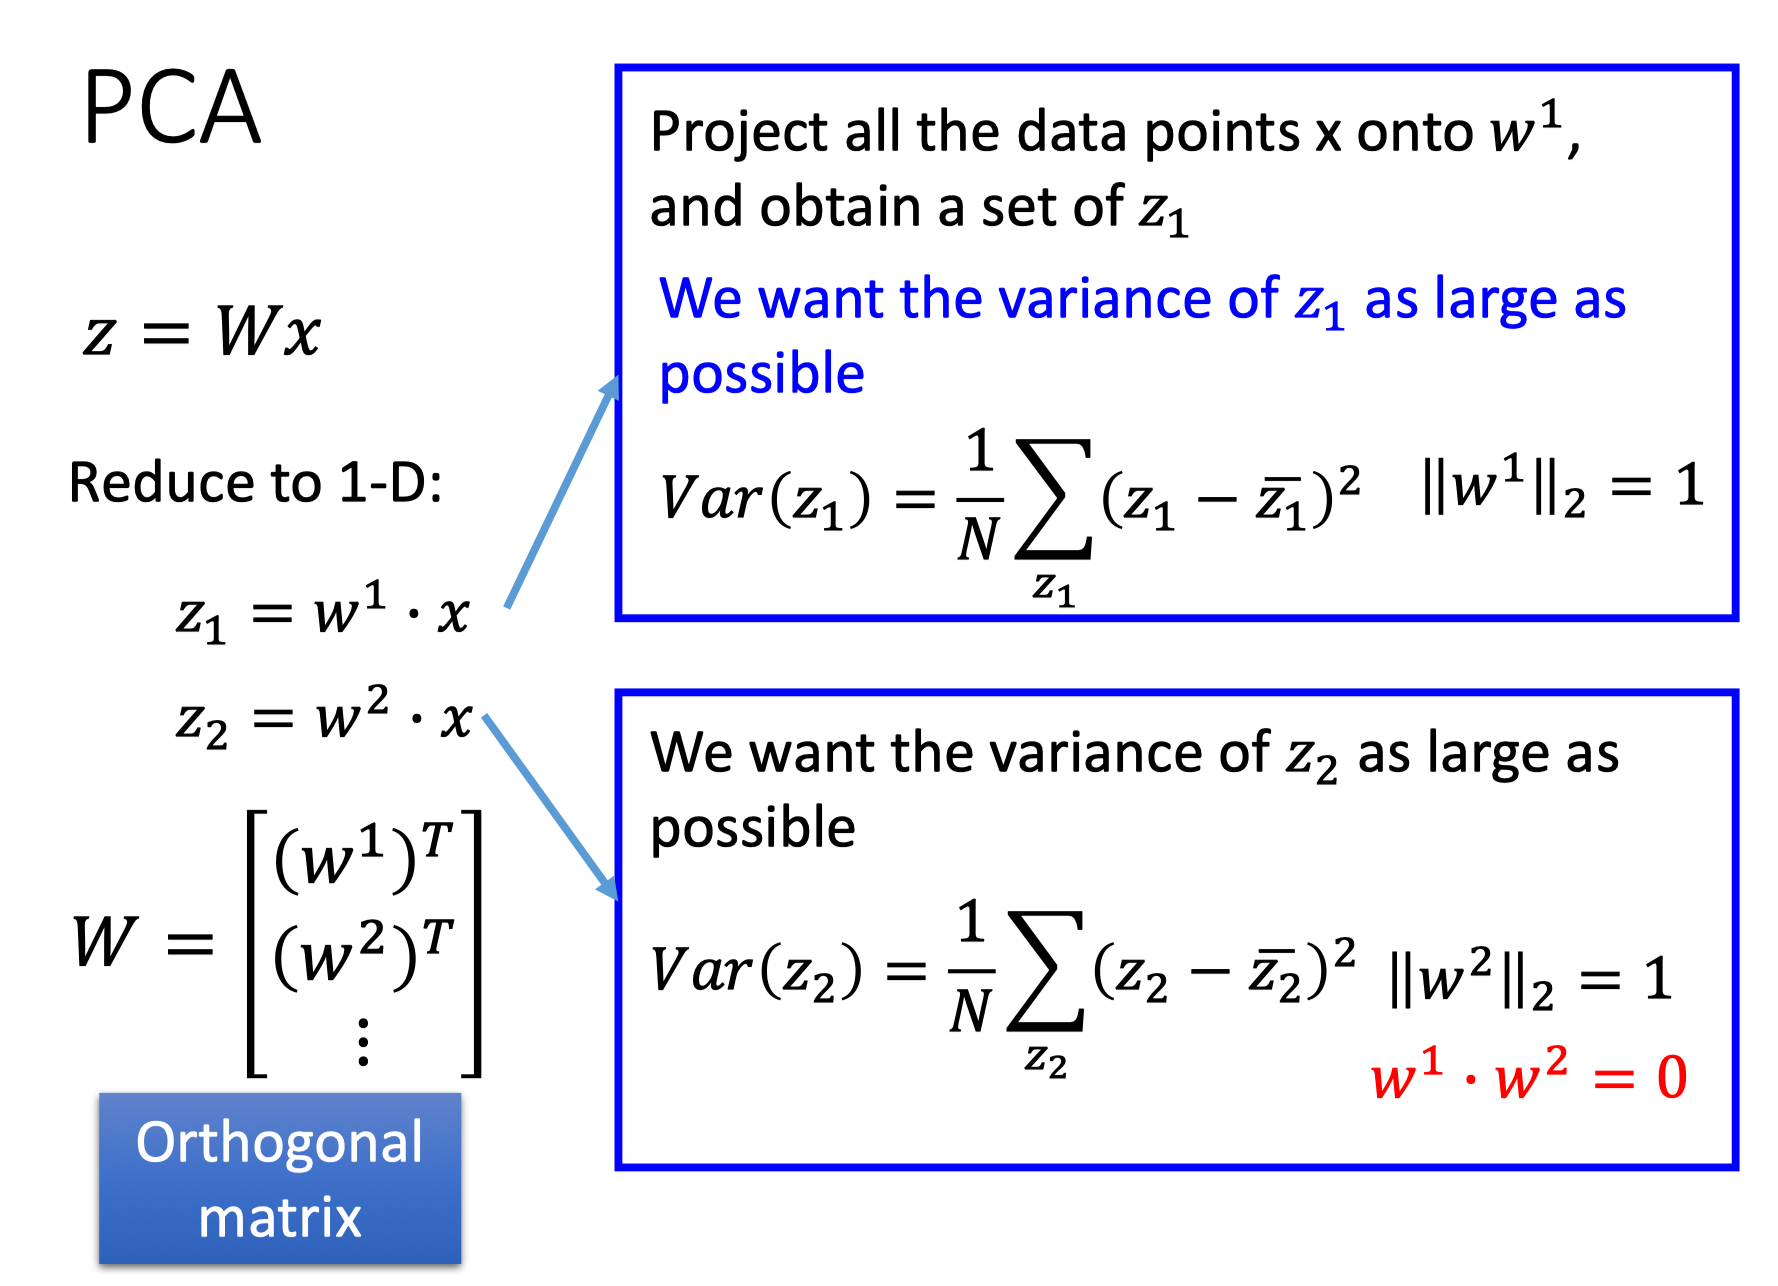 PCA
z = Wx
Reduce to 1-D:
z₁ = w¹ · x
z₂ = w² · x
W = [(w¹)ᵀ
(w²)ᵀ
⋮]
Orthogonal
matrix
Project all the data points x onto w¹,
and obtain a set of z₁
We want the variance of z₁ as large as
possible
Var(z₁) = 1/N ∑_{z₁} (z₁ − z̄₁)² ‖w¹‖₂ = 1
We want the variance of z₂ as large as
possible
Var(z₂) = 1/N ∑_{z₂} (z₂ − z̄₂)² ‖w²‖₂ = 1
w¹ · w² = 0